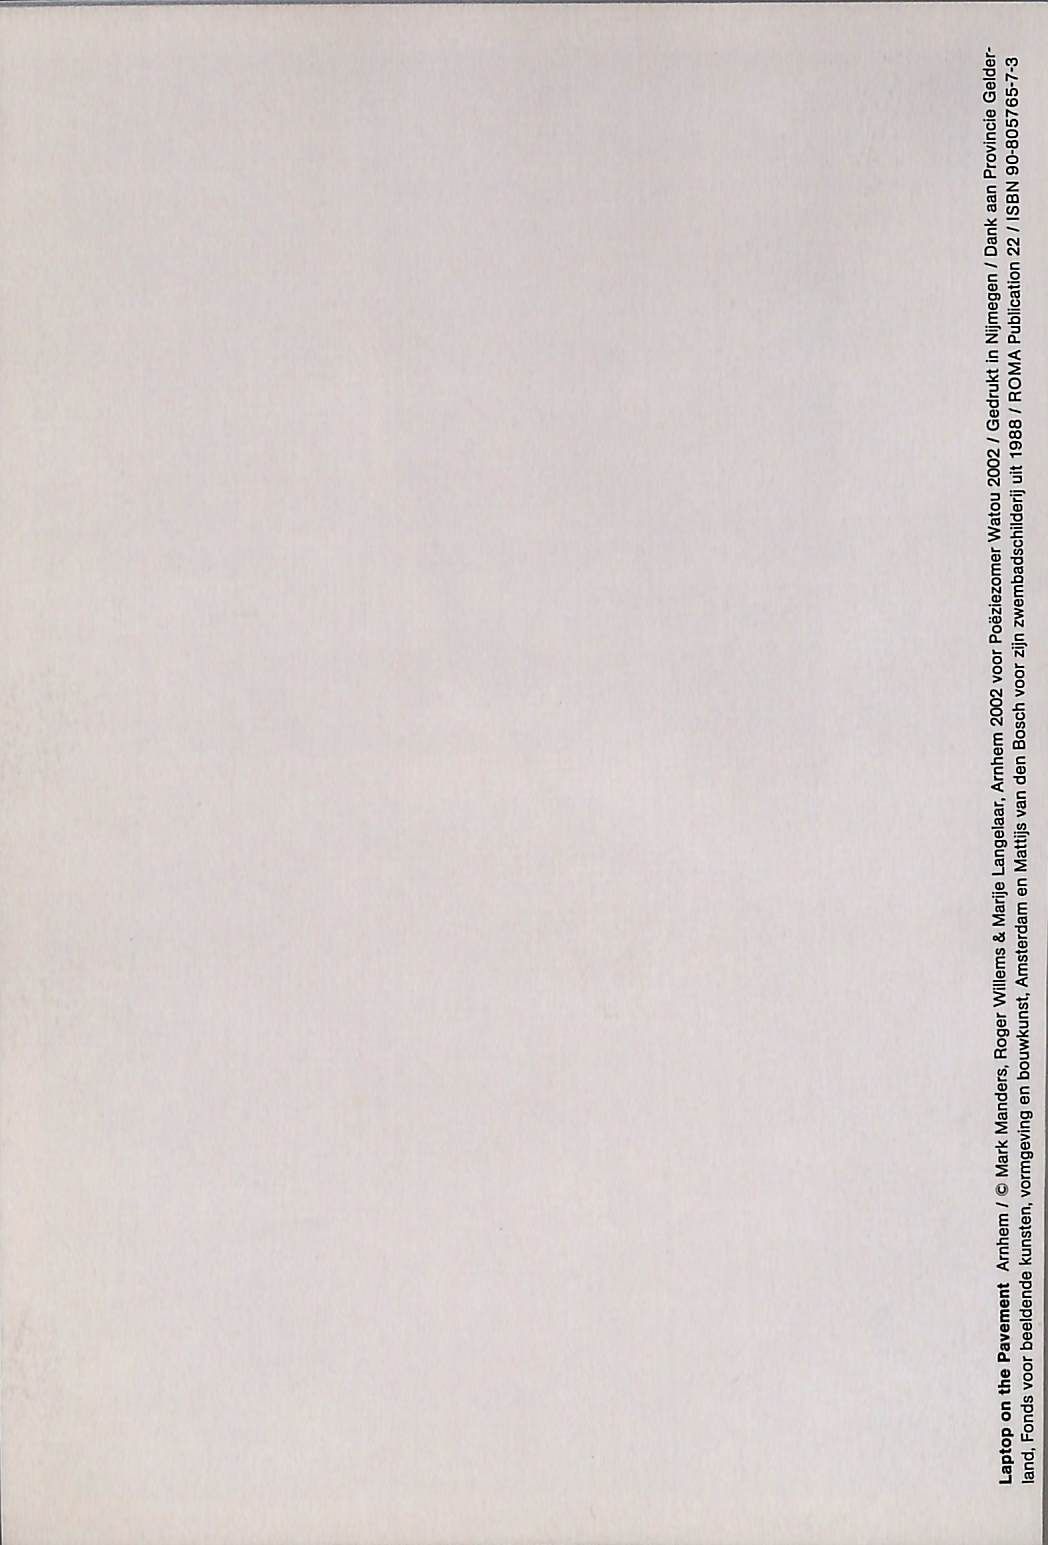 Laptop on the Pavement Arnhem / © Mark Manders, Roger Willems & Marije Langelaar, Arnhem 2002 voor Poëziezomer Watou 2002 / Gedrukt in Nijmegen / Dank aan Provincie Gelder-
land, Fonds voor beeldende kunsten, vormgeving en bouwkunst, Amsterdam en Mattijs van den Bosch voor zijn zwembadschilderij uit 1988 / ROMA Publication 22 / ISBN 90-805765-7-3